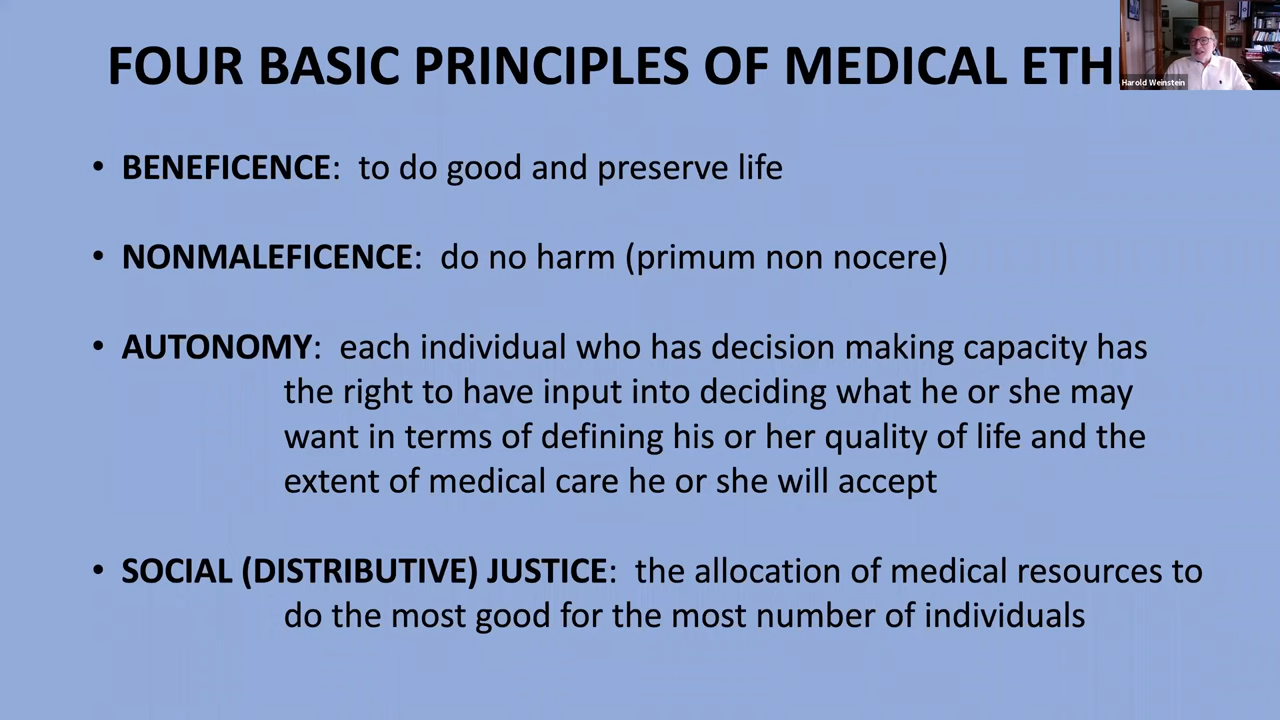 FOUR BASIC PRINCIPLES OF MEDICAL ETH
Harold Weinstein
• BENEFICENCE: to do good and preserve life
• NONMALEFICENCE: do no harm (primum non nocere)
• AUTONOMY: each individual who has decision making capacity has
the right to have input into deciding what he or she may
want in terms of defining his or her quality of life and the
extent of medical care he or she will accept
• SOCIAL (DISTRIBUTIVE) JUSTICE: the allocation of medical resources to
do the most good for the most number of individuals